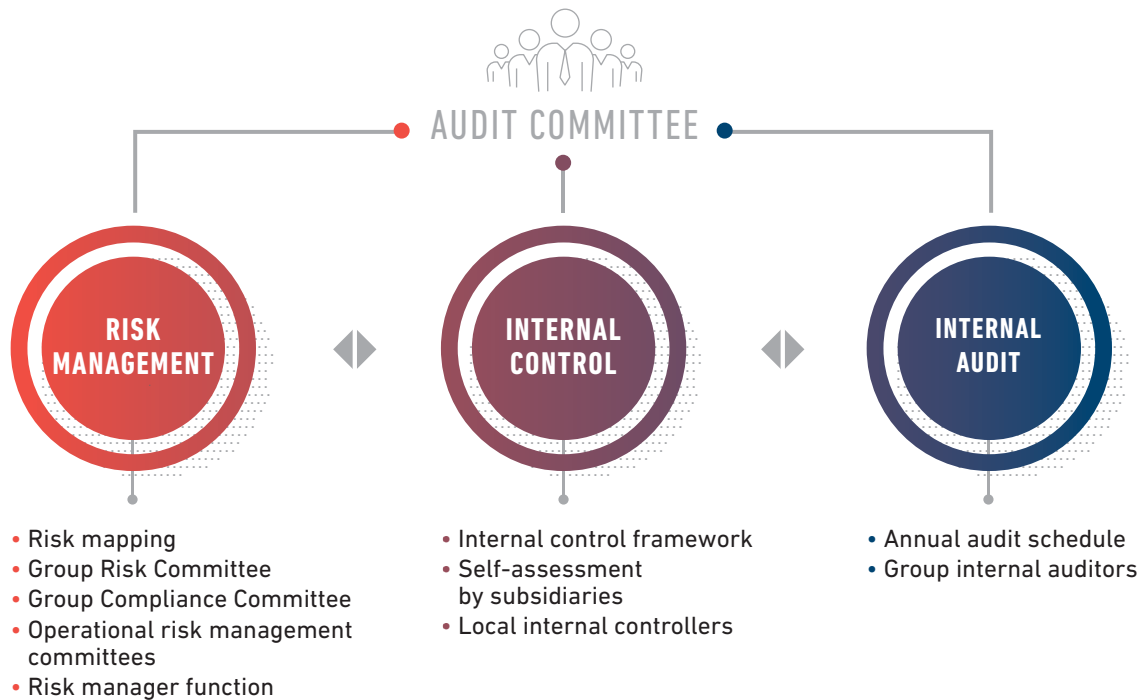 AUDIT COMMITTEE
RISK
MANAGEMENT
INTERNAL
CONTROL
INTERNAL
AUDIT
• Risk mapping
• Group Risk Committee
• Group Compliance Committee
• Operational risk management
committees
• Risk manager function
• Internal control framework
• Self-assessment
by subsidiaries
• Local internal controllers
• Annual audit schedule
• Group internal auditors